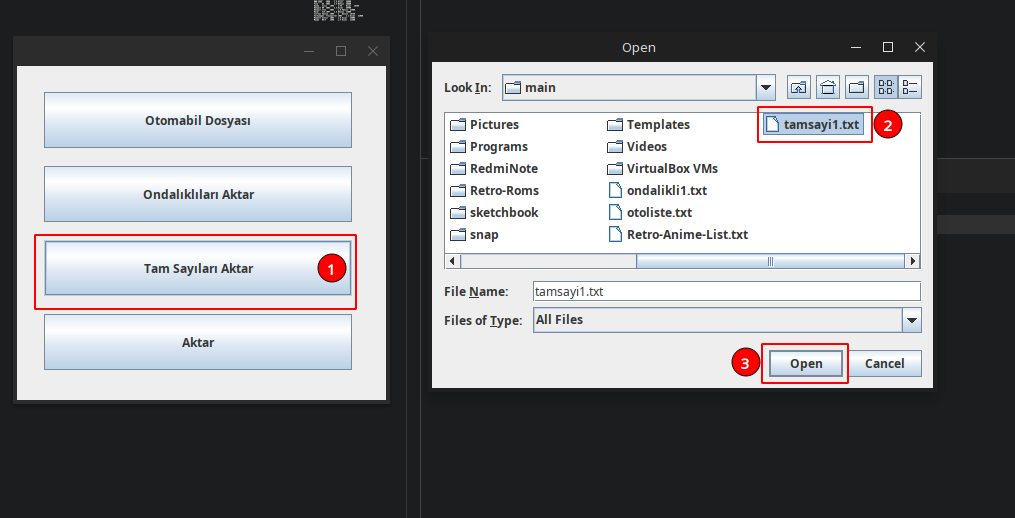 Otomabil Dosyası
Ondalıklıları Aktar
Tam Sayıları Aktar
1
Aktar
Open
Look In:
main
Pictures
Programs
RedmiNote
Retro-Roms
sketchbook
snap
Templates
Videos
VirtualBox VMs
ondalikli1.txt
otoliste.txt
Retro-Anime-List.txt
tamsayi1.txt
2
File Name:
tamsayi1.txt
Files of Type:
All Files
3
Open
Cancel